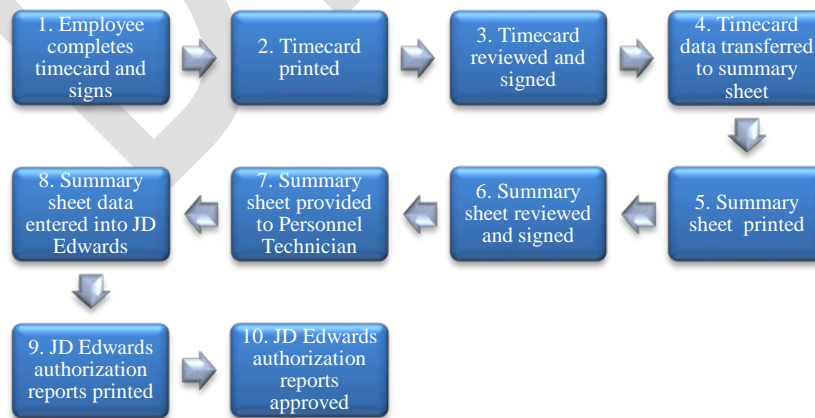 1. Employee
completes
timecard and
signs
2. Timecard
printed
3. Timecard
reviewed and
signed
4. Timecard
data transferred
to summary
sheet
5. Summary
sheet  printed
6. Summary
sheet reviewed
and signed
7. Summary
sheet provided
to Personnel
Technician
8. Summary
sheet data
entered into JD
Edwards
9. JD Edwards
authorization
reports printed
10. JD Edwards
authorization
reports
approved